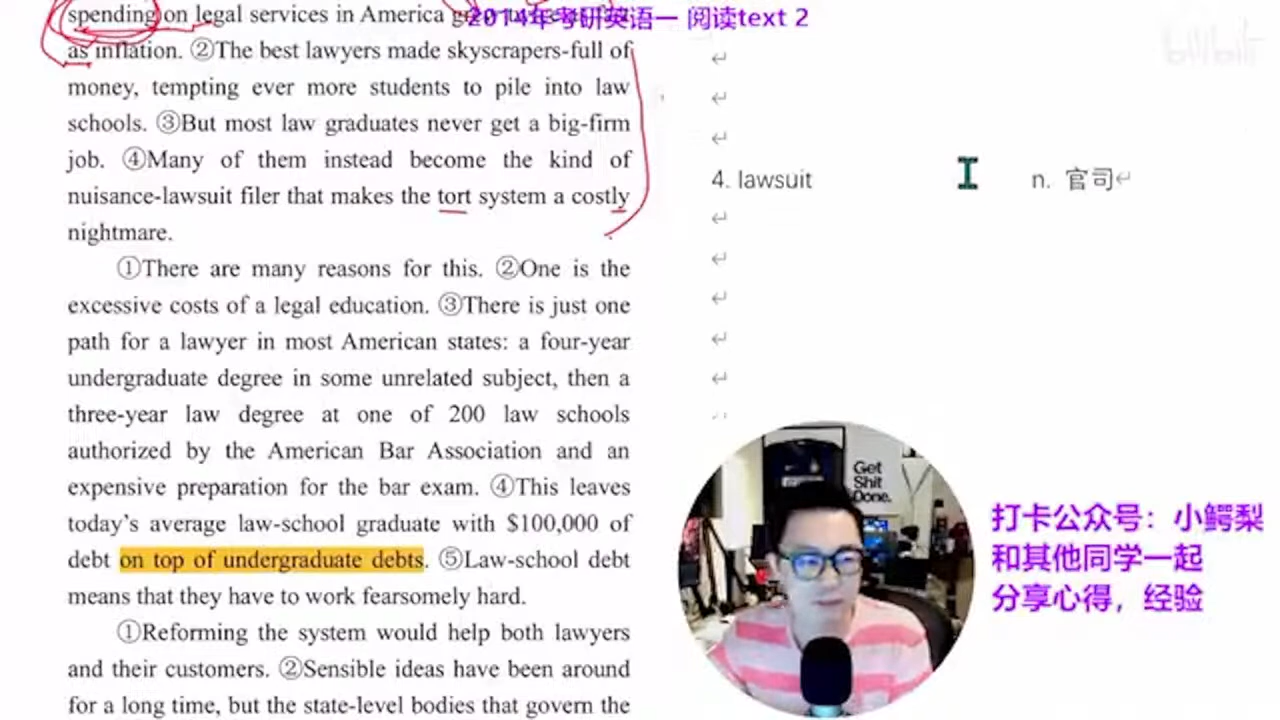 spending on legal services in America
2014年考研英语一 阅读text 2
as inflation. ②The best lawyers made skyscrapers-full of
money, tempting ever more students to pile into law
schools. ③But most law graduates never get a big-firm
job. ④Many of them instead become the kind of
nuisance-lawsuit filer that makes the tort system a costly
nightmare.
①There are many reasons for this. ②One is the
excessive costs of a legal education. ③There is just one
path for a lawyer in most American states: a four-year
undergraduate degree in some unrelated subject, then a
three-year law degree at one of 200 law schools
authorized by the American Bar Association and an
expensive preparation for the bar exam. ④This leaves
today's average law-school graduate with $100,000 of
debt on top of undergraduate debts. ⑤Law-school debt
means that they have to work fearsomely hard.
①Reforming the system would help both lawyers
and their customers. ②Sensible ideas have been around
for a long time, but the state-level bodies that govern the
bilibili
4. lawsuit n. 官司
Get
Shit
Done.
打卡公众号：小鳄梨
和其他同学一起
分享心得，经验